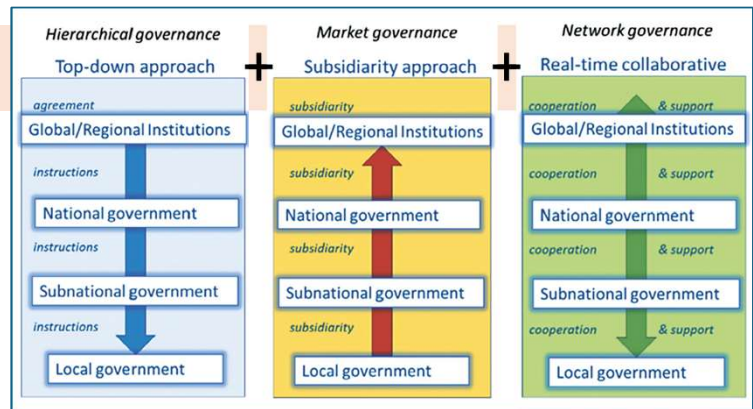 Hierarchical governance
Top-down approach
agreement
Global/Regional Institutions
instructions
National government
instructions
Subnational government
instructions
Local government
+
Market governance
Subsidiarity approach
subsidiarity
Global/Regional Institutions
subsidiarity
National government
subsidiarity
Subnational government
subsidiarity
Local government
+
Network governance
Real-time collaborative
cooperation & support
Global/Regional Institutions
cooperation & support
National government
cooperation & support
Subnational government
cooperation & support
Local government